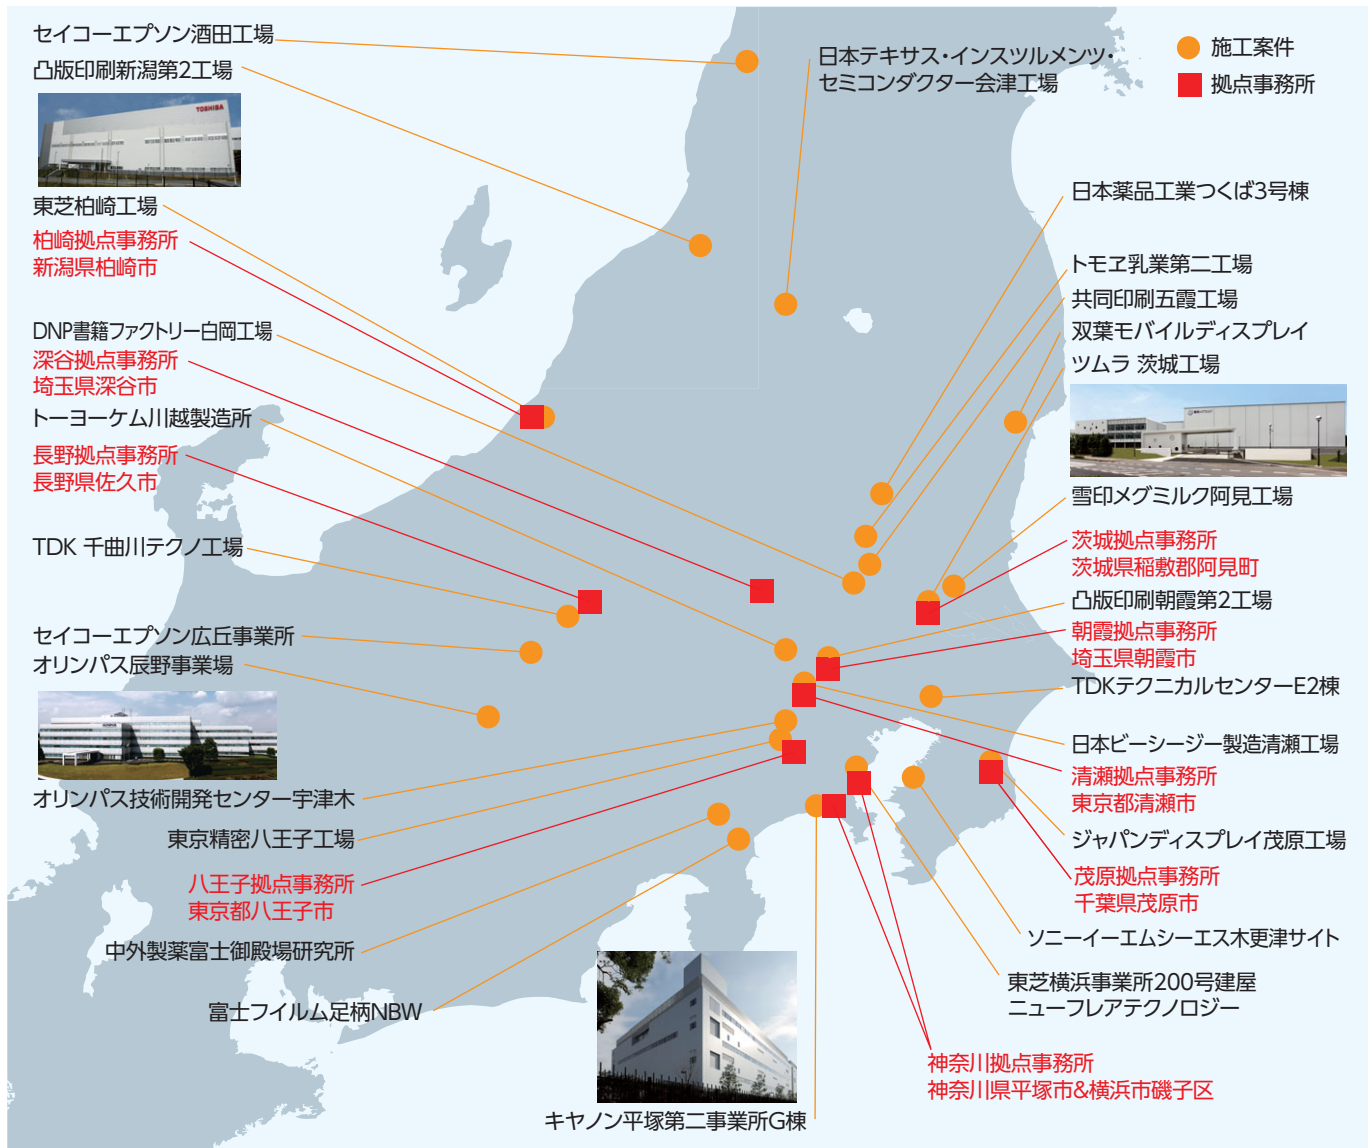 セイコーエプソン酒田工場
凸版印刷新潟第2工場
TOSHIBA
東芝柏崎工場
柏崎拠点事務所
新潟県柏崎市
DNP書籍ファクトリー白岡工場
深谷拠点事務所
埼玉県深谷市
トーヨーケム川越製造所
長野拠点事務所
長野県佐久市
TDK 千曲川テクノ工場
セイコーエプソン広丘事業所
オリンパス辰野事業場
オリンパス技術開発センター宇津木
東京精密八王子工場
八王子拠点事務所
東京都八王子市
中外製薬富士御殿場研究所
富士フイルム足柄NBW
キヤノン平塚第二事業所G棟
日本テキサス・インスツルメンツ・
セミコンダクター会津工場
施工案件
拠点事務所
日本薬品工業つくば3号棟
トモヱ乳業第二工場
共同印刷五霞工場
双葉モバイルディスプレイ
ツムラ 茨城工場
雪印メグミルク阿見工場
茨城拠点事務所
茨城県稲敷郡阿見町
凸版印刷朝霞第2工場
朝霞拠点事務所
埼玉県朝霞市
TDKテクニカルセンターE2棟
日本ビーシージー製造清瀬工場
清瀬拠点事務所
東京都清瀬市
ジャパンディスプレイ茂原工場
茂原拠点事務所
千葉県茂原市
ソニーイーエムシーエス木更津サイト
東芝横浜事業所200号建屋
ニューフレアテクノロジー
神奈川拠点事務所
神奈川県平塚市&横浜市磯子区